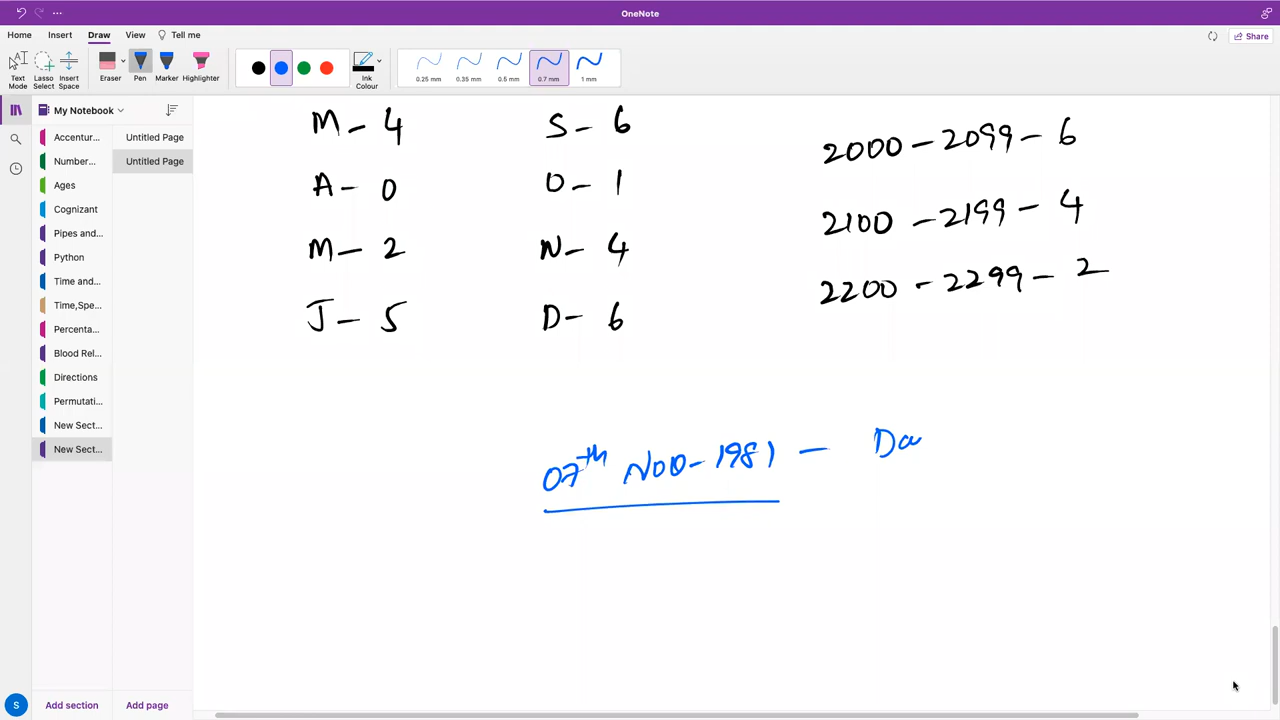 OneNote
Home Insert Draw View Tell me
Share
Text Mode
Lasso Select
Insert Space
Eraser
Pen
Marker
Highlighter
Ink Colour
0.25 mm
0.35 mm
0.5 mm
0.7 mm
1 mm
My Notebook
Accentur...
Number...
Ages
Cognizant
Pipes and...
Python
Time and...
Time,Spe...
Percenta...
Blood Rel...
Directions
Permutati...
New Sect...
New Sect...
Untitled Page
Untitled Page
M - 4
A - 0
M - 2
J - 5
S - 6
O - 1
N - 4
D - 6
2000 - 2099 - 6
2100 - 2199 - 4
2200 - 2299 - 2
07th Nov - 1981 - Da
S
Add section
Add page